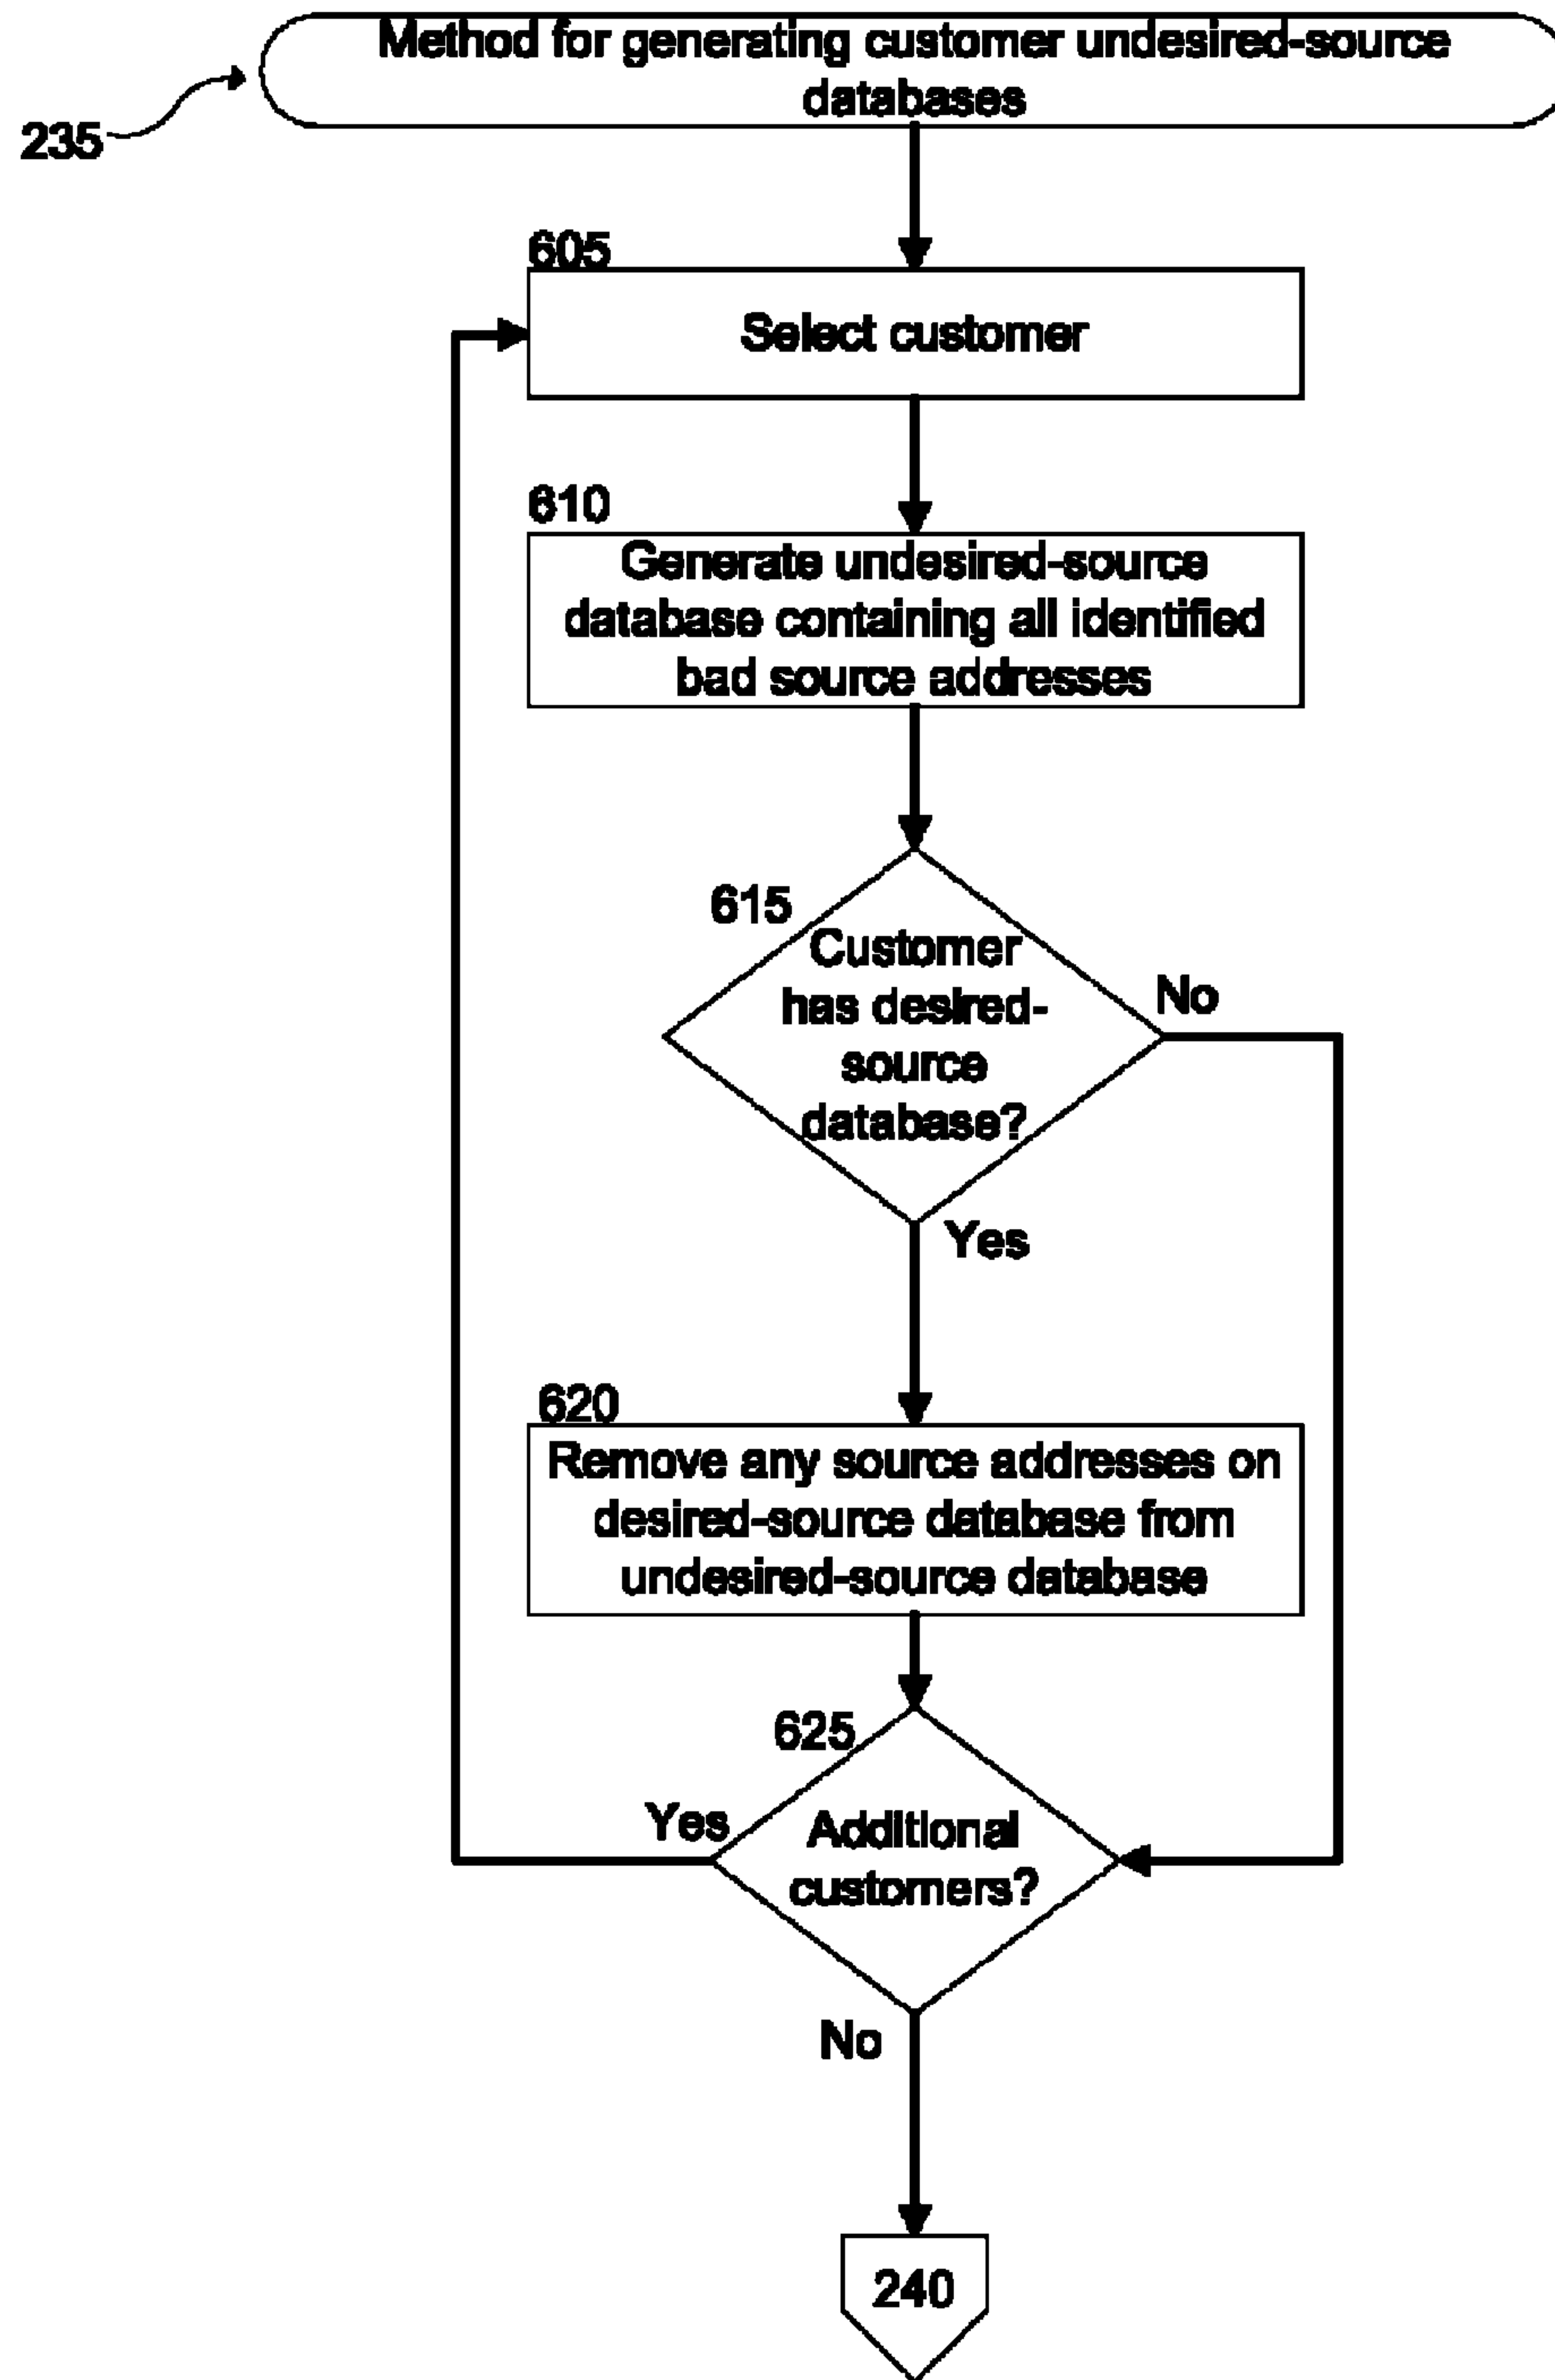 Method for generating customer undesired-source
databases
235
605
Select customer
610
Generate undesired-source
database containing all identified
bad source addresses
615
Customer
has desired-
source
database?
No
Yes
620
Remove any source addresses on
desired-source database from
undesired-source database
625
Yes
Additional
customers?
No
240